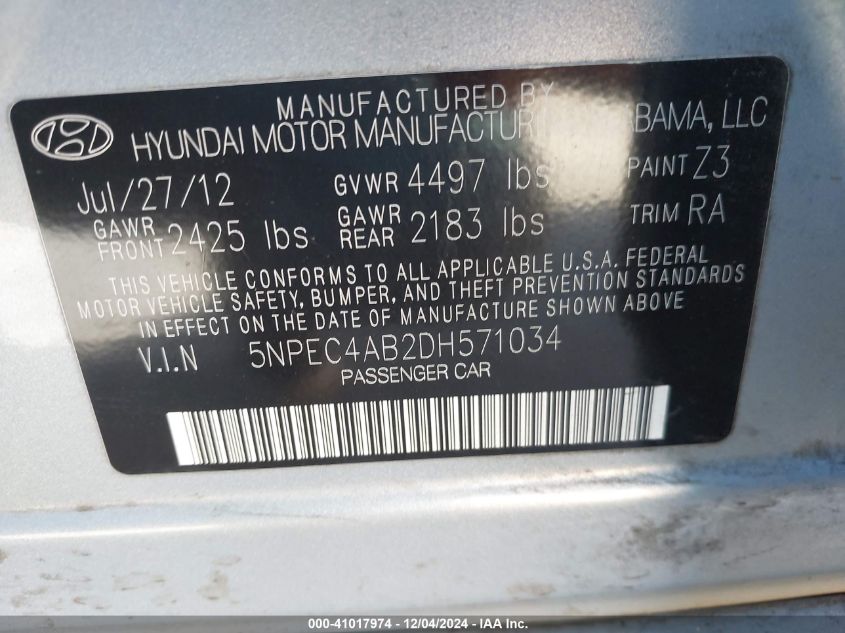 MANUFACTURED BY
HYUNDAI MOTOR MANUFACTURI BAMA, LLC
Jul/27/12 GVWR 4497 lbs PAINT Z3
GAWR FRONT 2425 lbs GAWR REAR 2183 lbs TRIM RA
THIS VEHICLE CONFORMS TO ALL APPLICABLE U.S.A. FEDERAL
MOTOR VEHICLE SAFETY, BUMPER, AND THEFT PREVENTION STANDARDS
IN EFFECT ON THE DATE OF MANUFACTURE SHOWN ABOVE
V.I.N 5NPEC4AB2DH571034
PASSENGER CAR
000-41017974 - 12/04/2024 - IAA Inc.